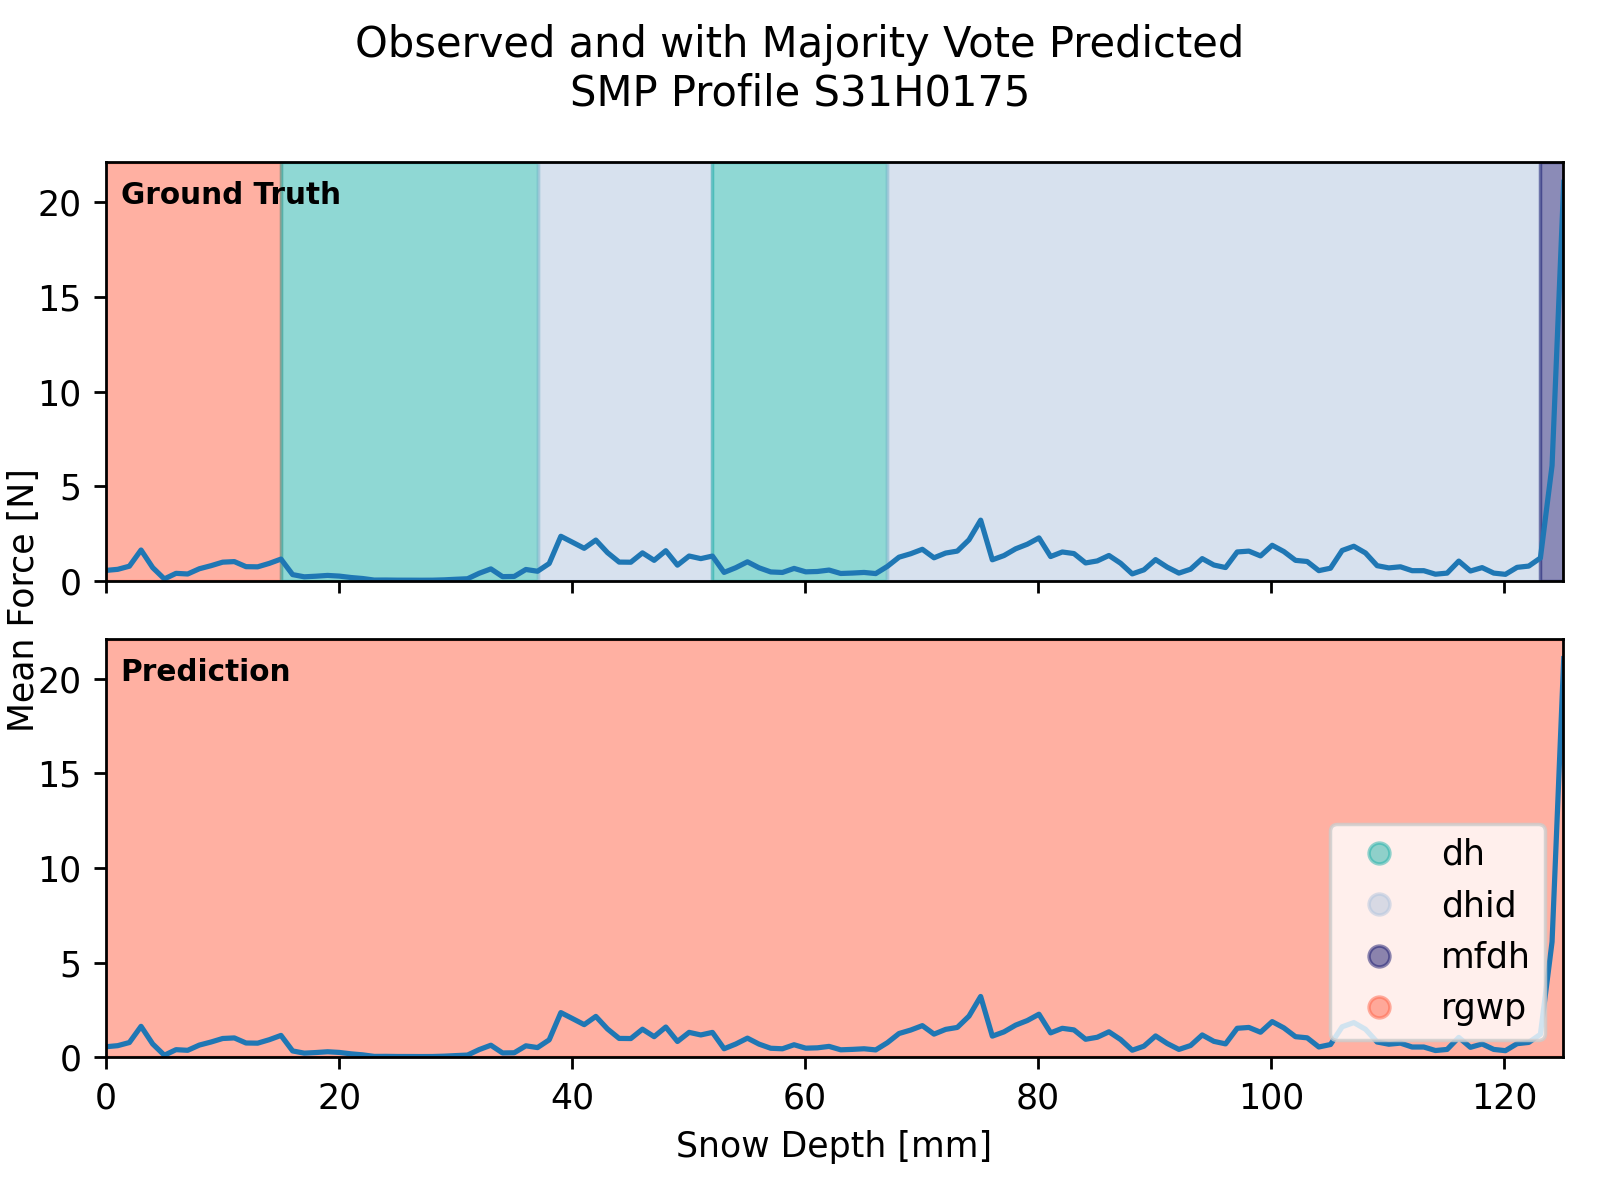 Observed and with Majority Vote Predicted
SMP Profile S31H0175
Ground Truth
20
15
10
5
0
Mean Force [N]
Prediction
20
15
10
5
0
dh
dhid
mfdh
rgwp
0 20 40 60 80 100 120
Snow Depth [mm]